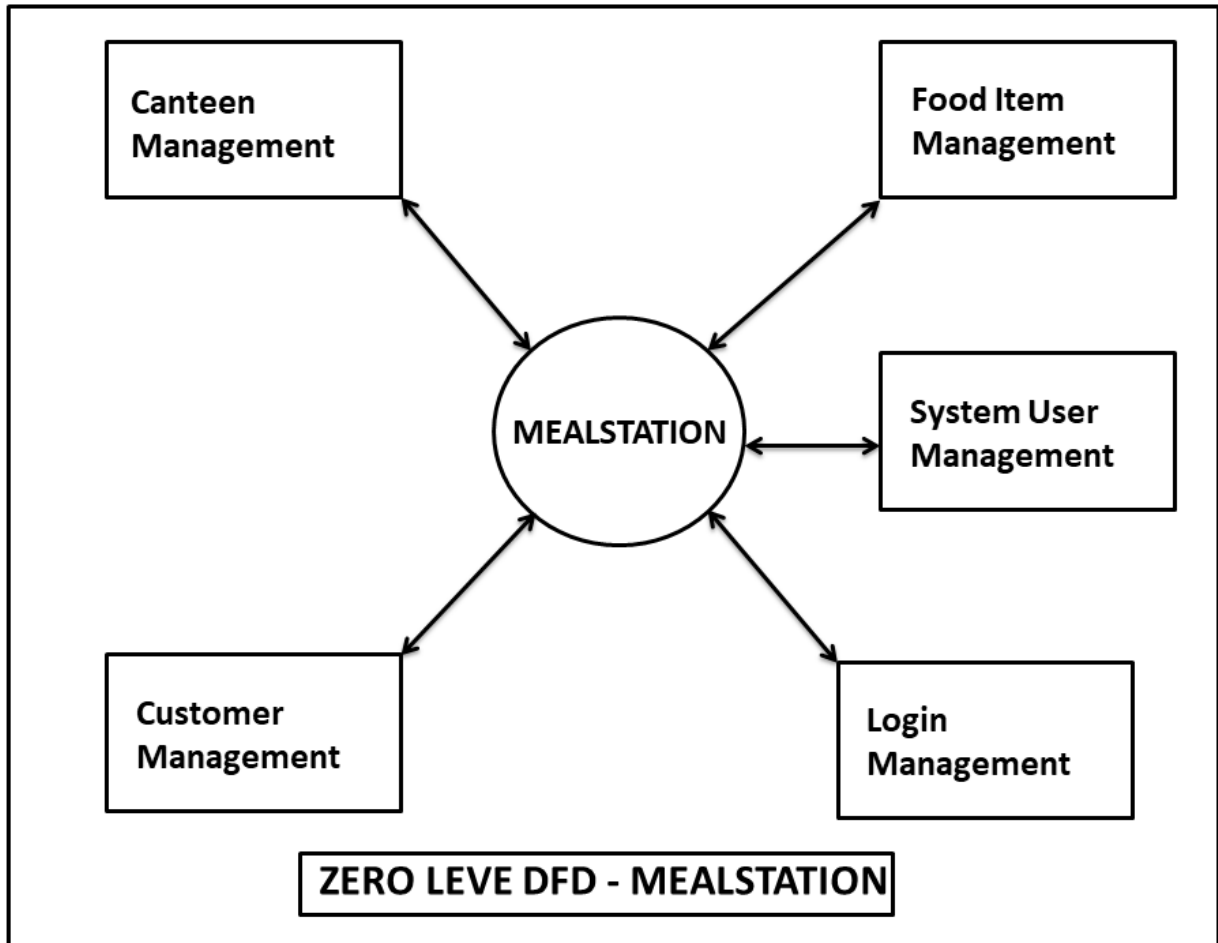 Canteen
Management
Food Item
Management
MEALSTATION
System User
Management
Customer
Management
Login
Management
ZERO LEVE DFD - MEALSTATION